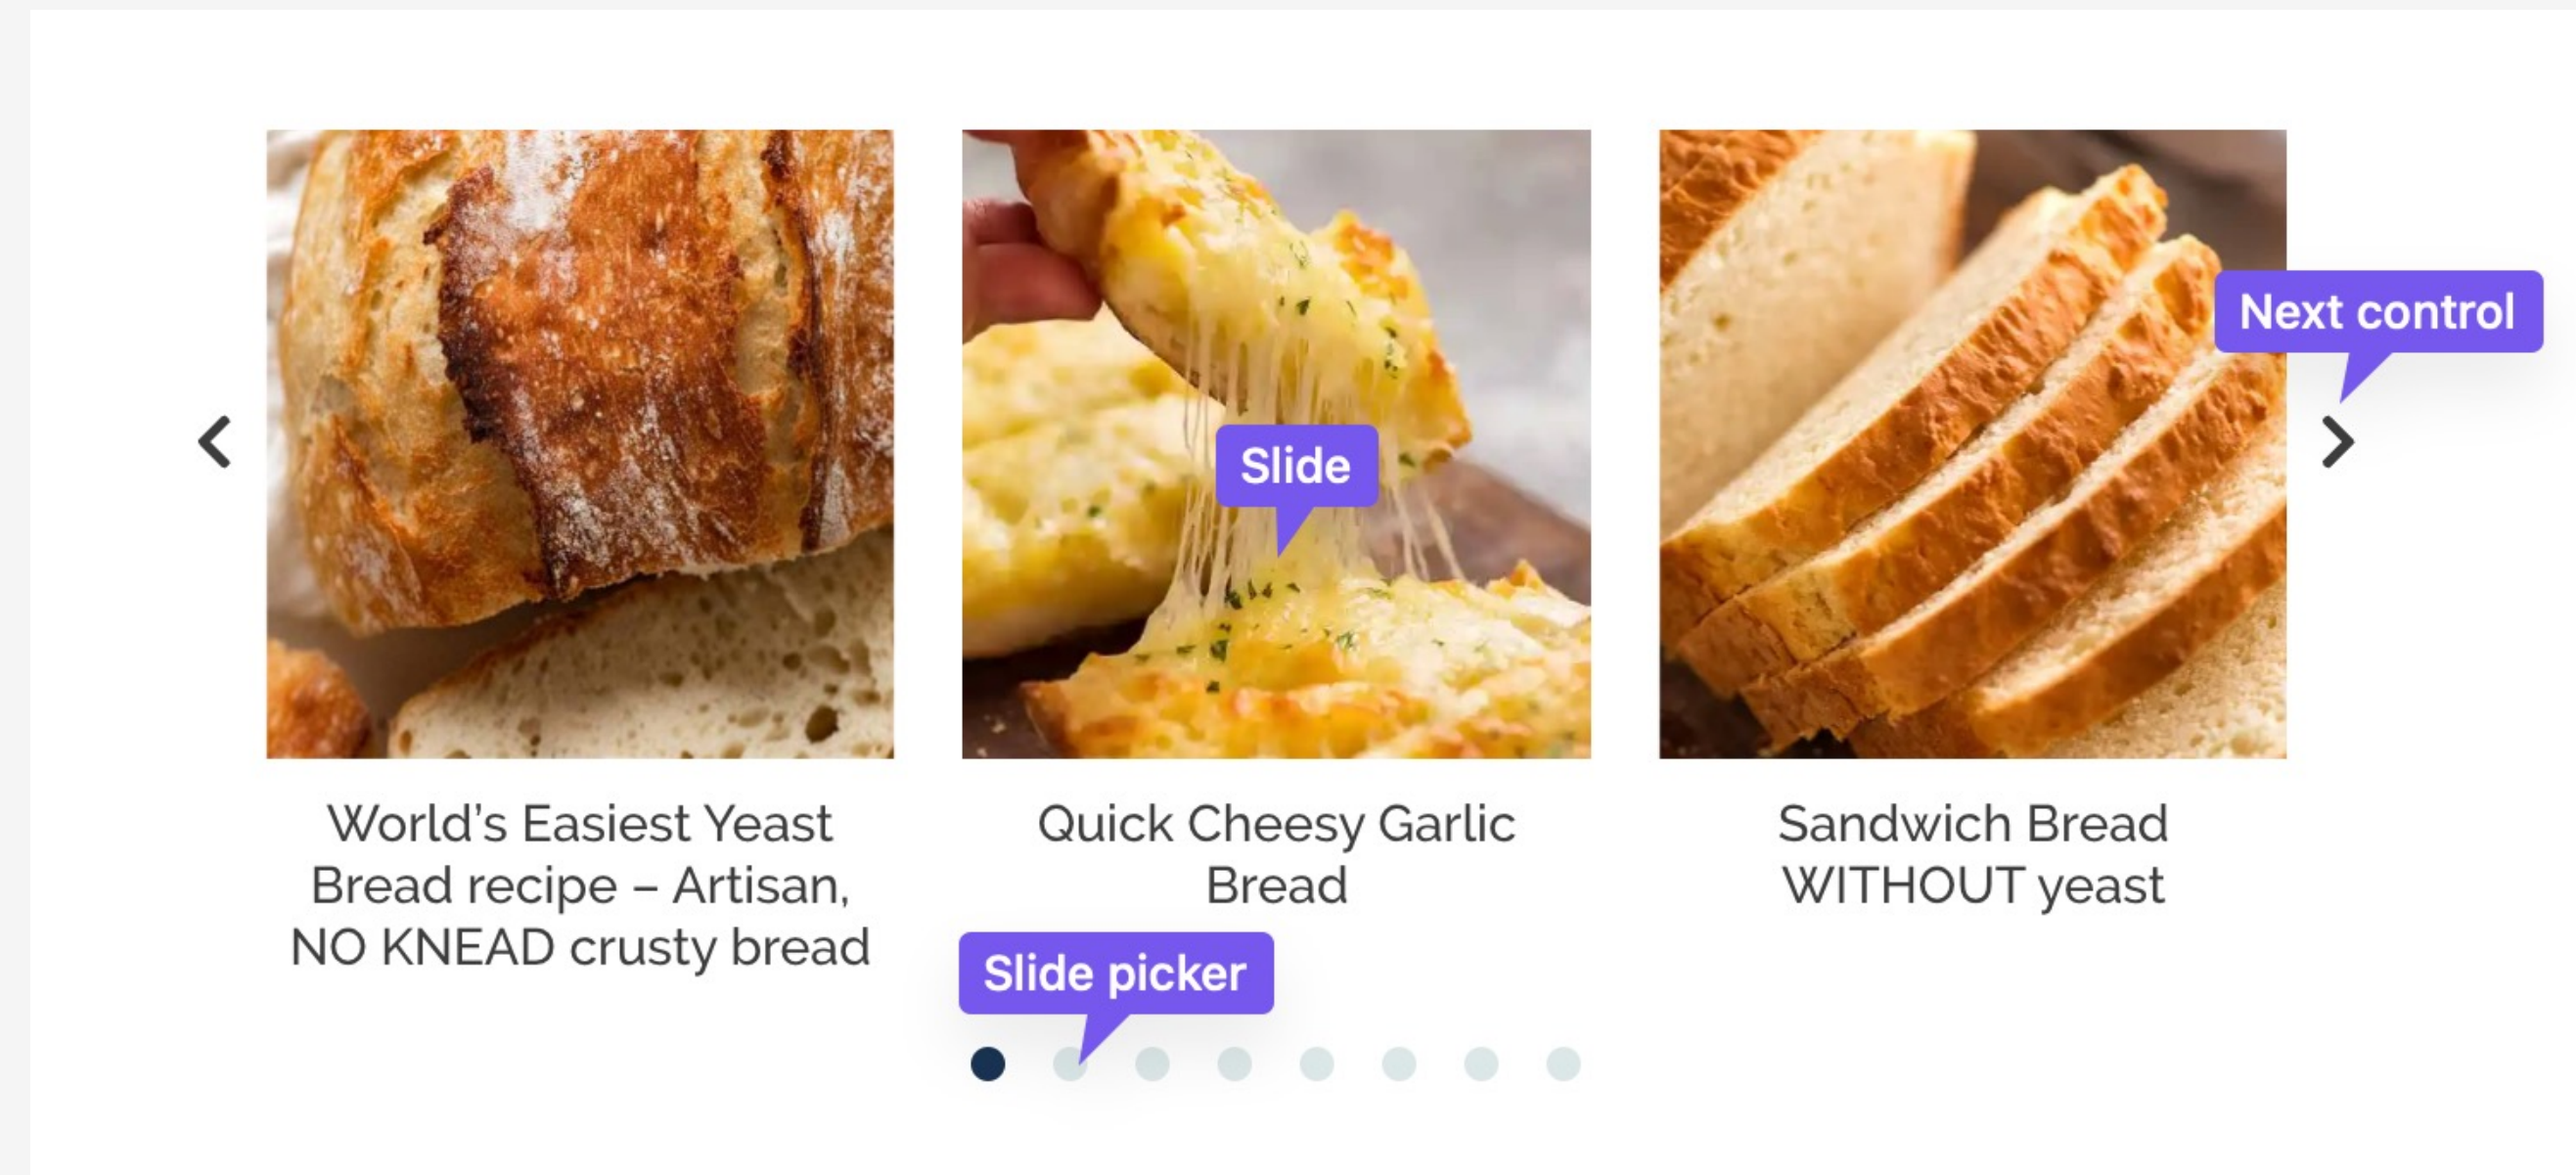 Next control
Slide
World’s Easiest Yeast
Bread recipe – Artisan,
NO KNEAD crusty bread
Quick Cheesy Garlic
Bread
Sandwich Bread
WITHOUT yeast
Slide picker